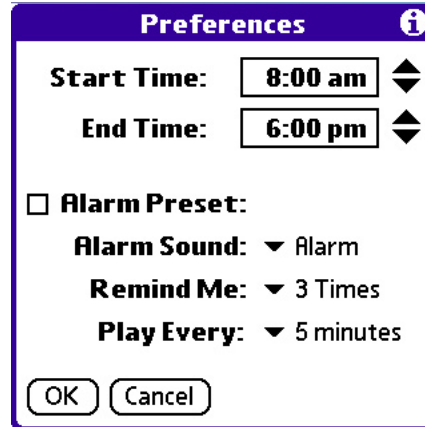 Preferences
Start Time: 8:00 am
End Time: 6:00 pm
Alarm Preset:
Alarm Sound: Alarm
Remind Me: 3 Times
Play Every: 5 minutes
OK Cancel